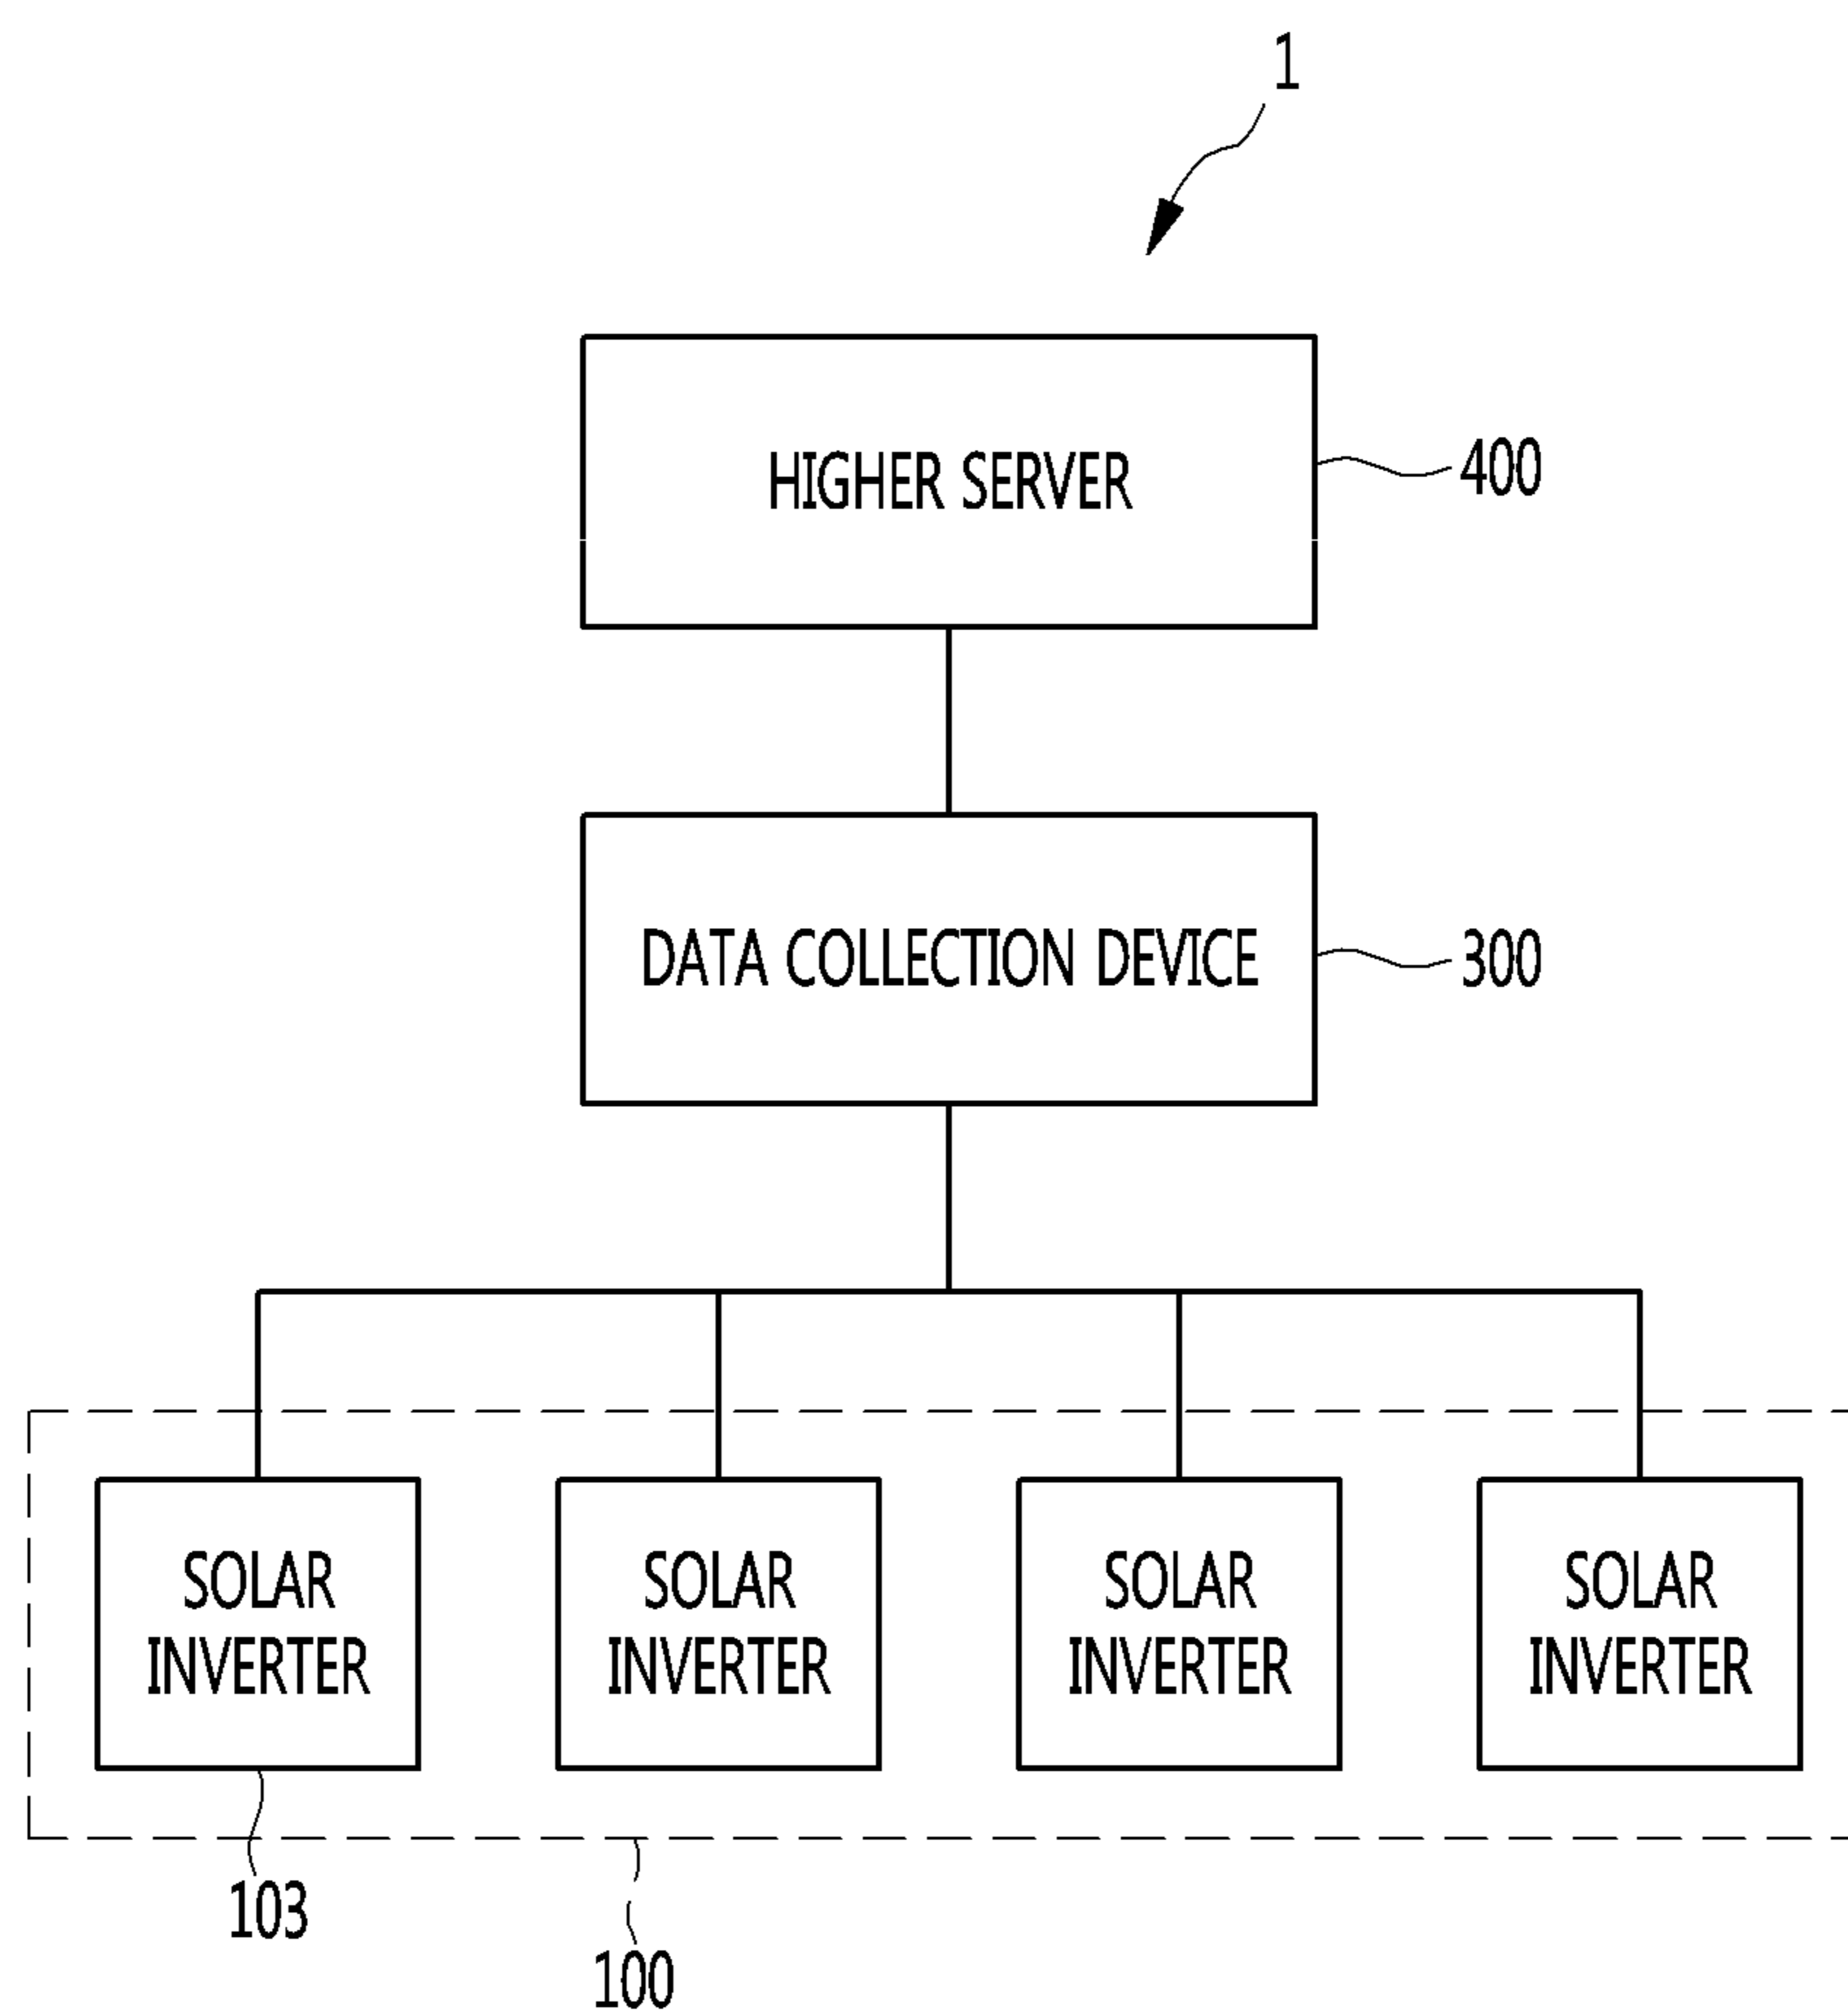 1
HIGHER SERVER
400
DATA COLLECTION DEVICE
300
SOLAR
INVERTER
SOLAR
INVERTER
SOLAR
INVERTER
SOLAR
INVERTER
103
100